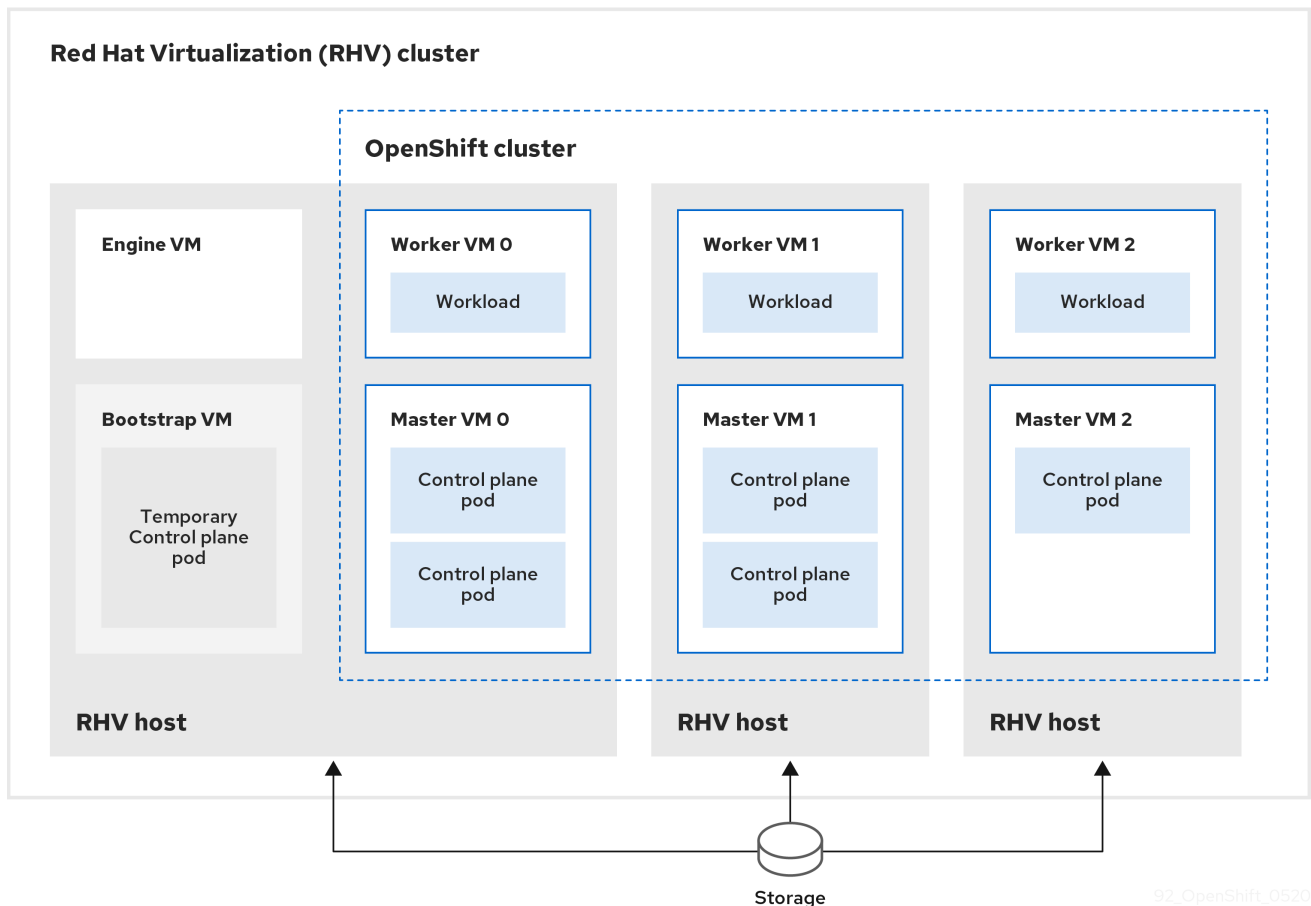 Red Hat Virtualization (RHV) cluster
OpenShift cluster
Engine VM
Worker VM 0
Workload
Worker VM 1
Workload
Worker VM 2
Workload
Bootstrap VM
Temporary
Control plane
pod
Master VM 0
Control plane
pod
Control plane
pod
Master VM 1
Control plane
pod
Control plane
pod
Master VM 2
Control plane
pod
RHV host
RHV host
RHV host
Storage
92_OpenShift_0520